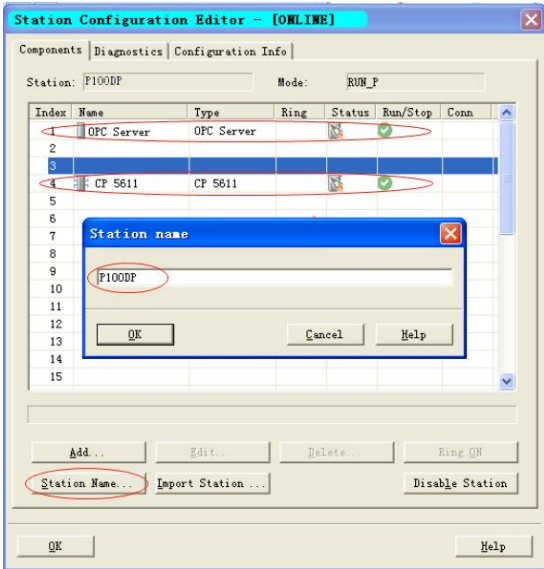 Station Configuration Editor - [ONLINE]
Components Diagnostics Configuration Info
Station: P100DP Mode: RUN_P
Index Name Type Ring Status Run/Stop Conn
1 OPC Server OPC Server
2
3
4 CP 5611 CP 5611
5
6
7
8
9
10
11
12
13
14
15
Station name
P100DP
OK Cancel Help
Add... Edit... Delete... Ring ON
Station Name... Import Station ... Disable Station
OK Help